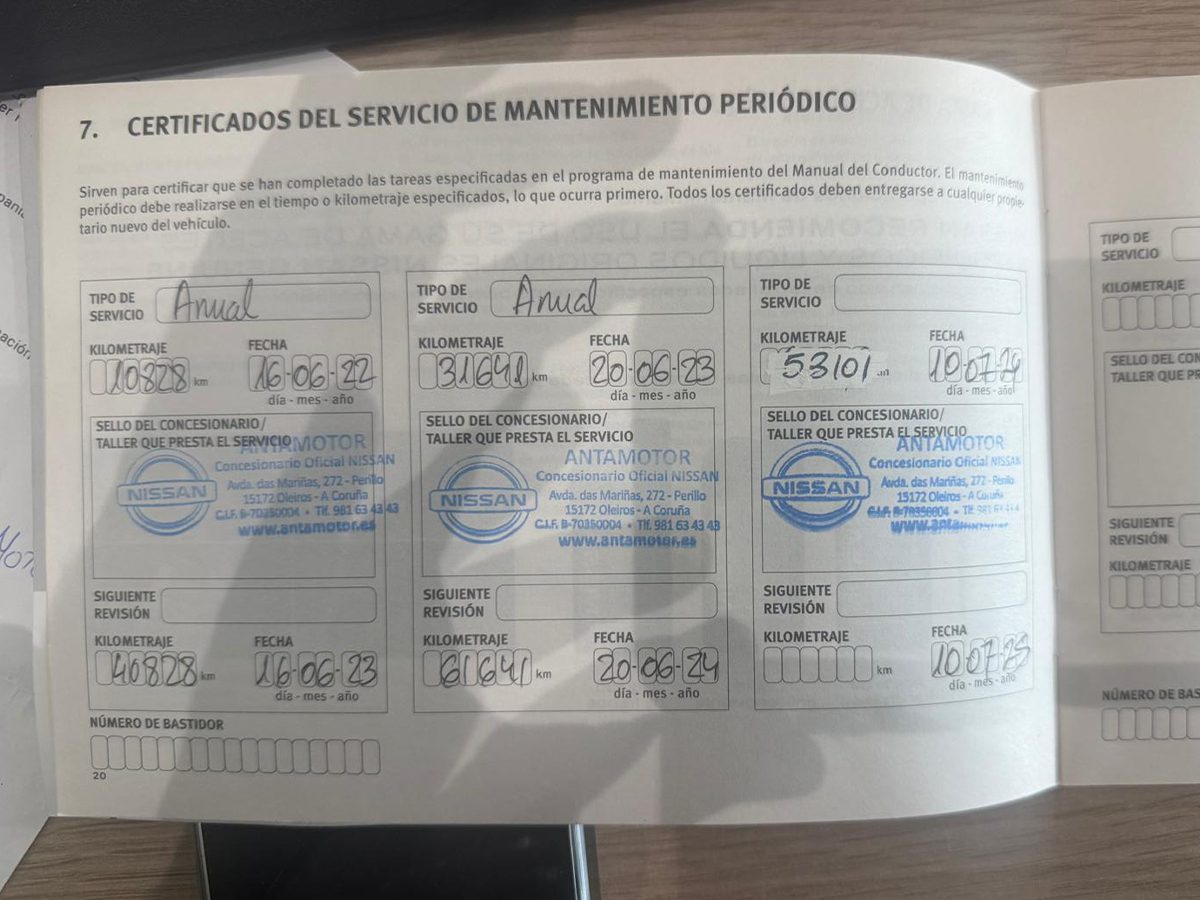 7. CERTIFICADOS DEL SERVICIO DE MANTENIMIENTO PERIÓDICO
Sirven para certificar que se han completado las tareas especificadas en el programa de mantenimiento del Manual del Conductor. El mantenimiento
periódico debe realizarse en el tiempo o kilometraje especificados, lo que ocurra primero. Todos los certificados deben entregarse a cualquier propie-
tario nuevo del vehículo.
TIPO DE
SERVICIO
Anual
KILOMETRAJE
FECHA
10828 km
16-06-22
día - mes - año
SELLO DEL CONCESIONARIO/
TALLER QUE PRESTA EL SERVICIO
NISSAN
ANTAMOTOR
Concesionario Oficial NISSAN
Avda. das Mariñas, 272 - Perillo
15172 Oleiros - A Coruña
C.I.F. B-70350004 • Tlf. 981 63 43 43
www.antamotor.es
SIGUIENTE
REVISIÓN
KILOMETRAJE
FECHA
40828 km
16-06-23
día - mes - año
NÚMERO DE BASTIDOR
20
TIPO DE
SERVICIO
Anual
KILOMETRAJE
FECHA
31641 km
20-06-23
día - mes - año
SELLO DEL CONCESIONARIO/
TALLER QUE PRESTA EL SERVICIO
NISSAN
ANTAMOTOR
Concesionario Oficial NISSAN
Avda. das Mariñas, 272 - Perillo
15172 Oleiros - A Coruña
C.I.F. B-70350004 • Tlf. 981 63 43 43
www.antamotor.es
SIGUIENTE
REVISIÓN
KILOMETRAJE
FECHA
61641 km
20-06-24
día - mes - año
TIPO DE
SERVICIO
KILOMETRAJE
FECHA
53101
10-07-24
día - mes - año
SELLO DEL CONCESIONARIO/
TALLER QUE PRESTA EL SERVICIO
NISSAN
ANTAMOTOR
Concesionario Oficial NISSAN
Avda. das Mariñas, 272 - Perillo
15172 Oleiros - A Coruña
C.I.F. B-70350004 • Tlf. 981
SIGUIENTE
REVISIÓN
KILOMETRAJE
FECHA
km
10-07-25
día - mes - año
TIPO DE
SERVICIO
KILOMETRAJE
SELLO DEL
TALLER QUE
SIGUIENTE
REVISIÓN
KILOMETRAJE
NÚMERO DE